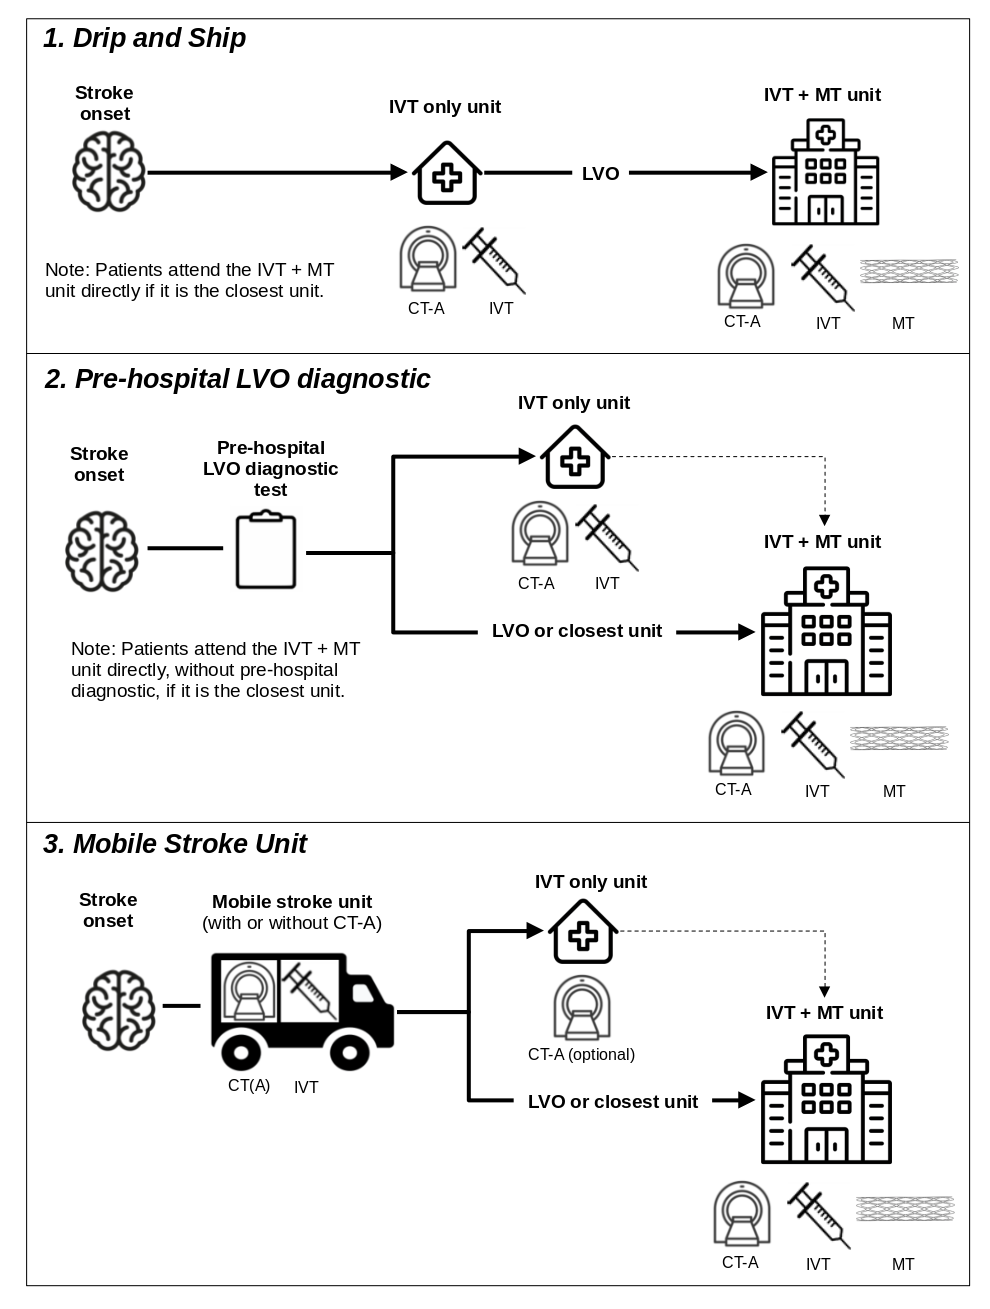 1. Drip and Ship
Stroke
onset
IVT only unit
IVT + MT unit
LVO
Note: Patients attend the IVT + MT
unit directly if it is the closest unit.
CT-A
IVT
CT-A
IVT
MT
2. Pre-hospital LVO diagnostic
Stroke
onset
Pre-hospital
LVO diagnostic
test
IVT only unit
CT-A
IVT
IVT + MT unit
LVO or closest unit
Note: Patients attend the IVT + MT
unit directly, without pre-hospital
diagnostic, if it is the closest unit.
CT-A
IVT
MT
3. Mobile Stroke Unit
Stroke
onset
Mobile stroke unit
(with or without CT-A)
CT(A)
IVT
IVT only unit
CT-A (optional)
IVT + MT unit
LVO or closest unit
CT-A
IVT
MT